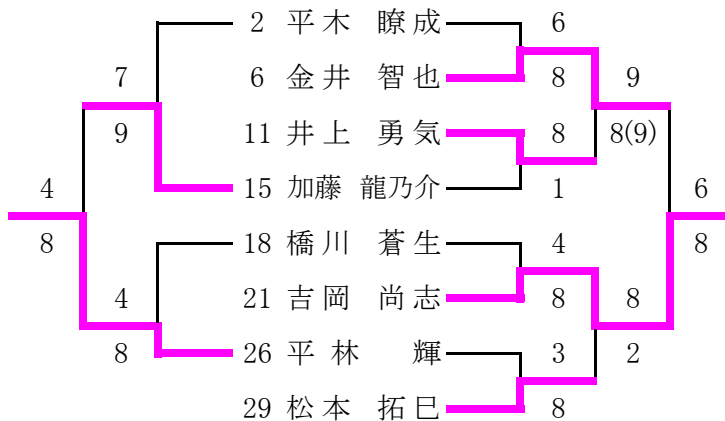 2 平木 瞭成 6
7 6 金井 智也 8 9
9 11 井上 勇気 8 8(9)
4 15 加藤 龍乃介 1 6
8 18 橋川 蒼生 4 8
4 21 吉岡 尚志 8 8
8 26 平林 輝 3 2
29 松本 拓巳 8